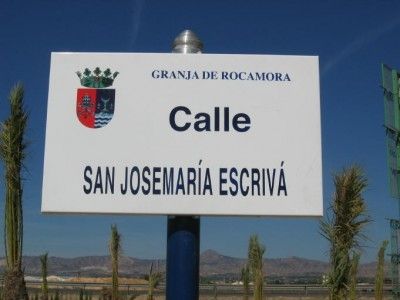 GRANJA DE ROCAMORA
Calle
SAN JOSEMARÍA ESCRIVÁ